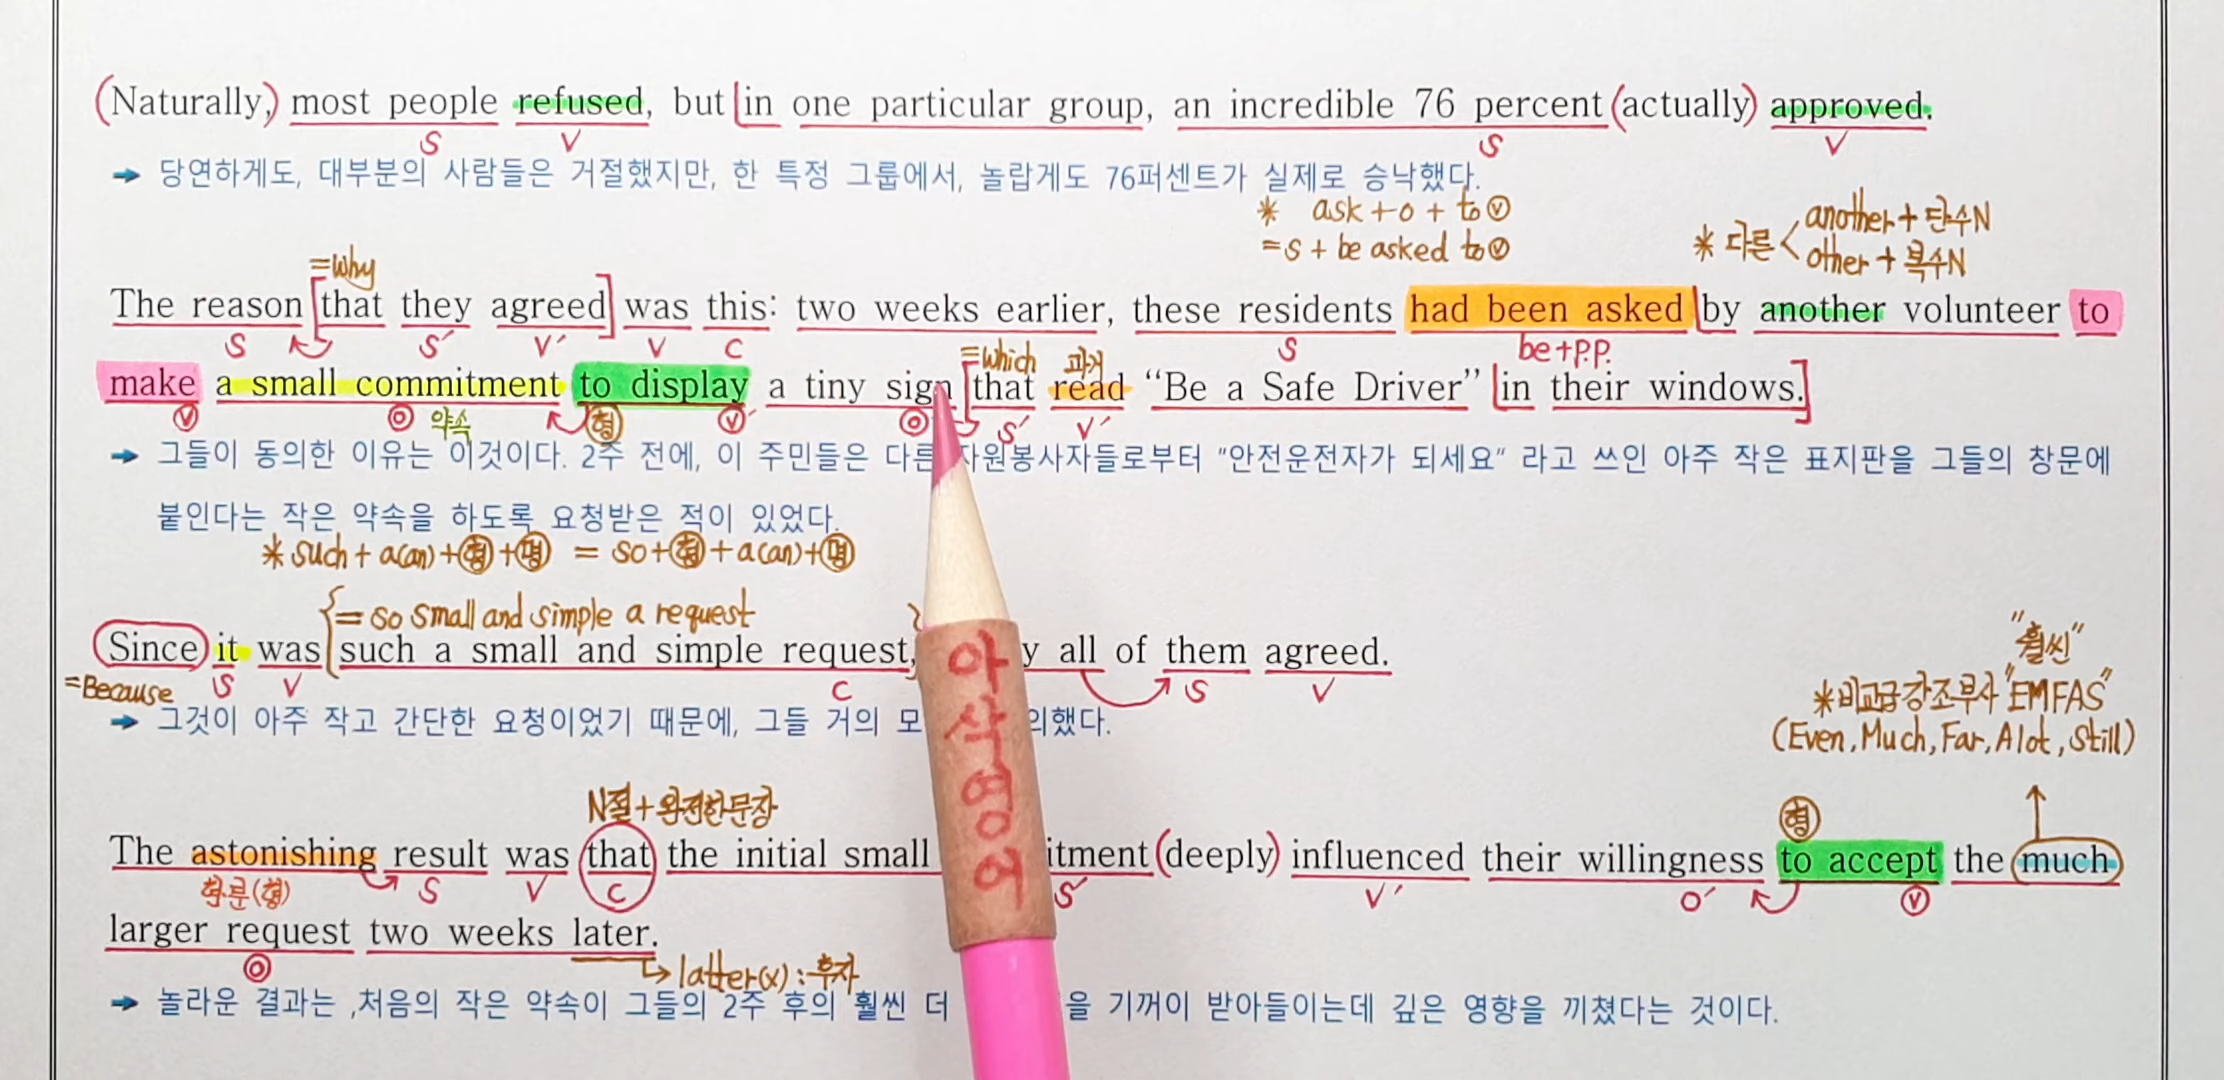 (Naturally,) most people refused, but in one particular group, an incredible 76 percent (actually) approved.
S V S V
→ 당연하게도, 대부분의 사람들은 거절했지만, 한 특정 그룹에서, 놀랍게도 76퍼센트가 실제로 승낙했다.
* ask + o + to ⓥ
= S + be asked to ⓥ
* 다른 < another + 단수N
other + 복수N
=why
The reason [that they agreed] was this: two weeks earlier, these residents had been asked by another volunteer to
S S′ V′ V C S be+p.p.
=which 과거
make a small commitment to display a tiny sign [that read “Be a Safe Driver” in their windows.]
ⓥ ⓞ 약속 형 ⓥ ⓞ S′ V′
→ 그들이 동의한 이유는 이것이다. 2주 전에, 이 주민들은 다른 자원봉사자들로부터 "안전운전자가 되세요" 라고 쓰인 아주 작은 표지판을 그들의 창문에
붙인다는 작은 약속을 하도록 요청받은 적이 있었다.
* such + a(an) + 형 + 명 = so + 형 + a(an) + 명
{= so small and simple a request }
Since it was such a small and simple request, y all of them agreed.
=Because S V C S V
→ 그것이 아주 작고 간단한 요청이었기 때문에, 그들 거의 모 의했다.
"훨씬"
* 비교급강조부사 "EMFAS"
(Even, Much, Far, A lot, Still)
N절 + 완전한문장
형
The astonishing result was that the initial small itment (deeply) influenced their willingness to accept the much
현.분(형) S V C S′ V′ O′ ⓥ
larger request two weeks later.
ⓞ ↳ latter(x) : 후자
→ 놀라운 결과는 ,처음의 작은 약속이 그들의 2주 후의 훨씬 더 을 기꺼이 받아들이는데 깊은 영향을 끼쳤다는 것이다.
아삭영어